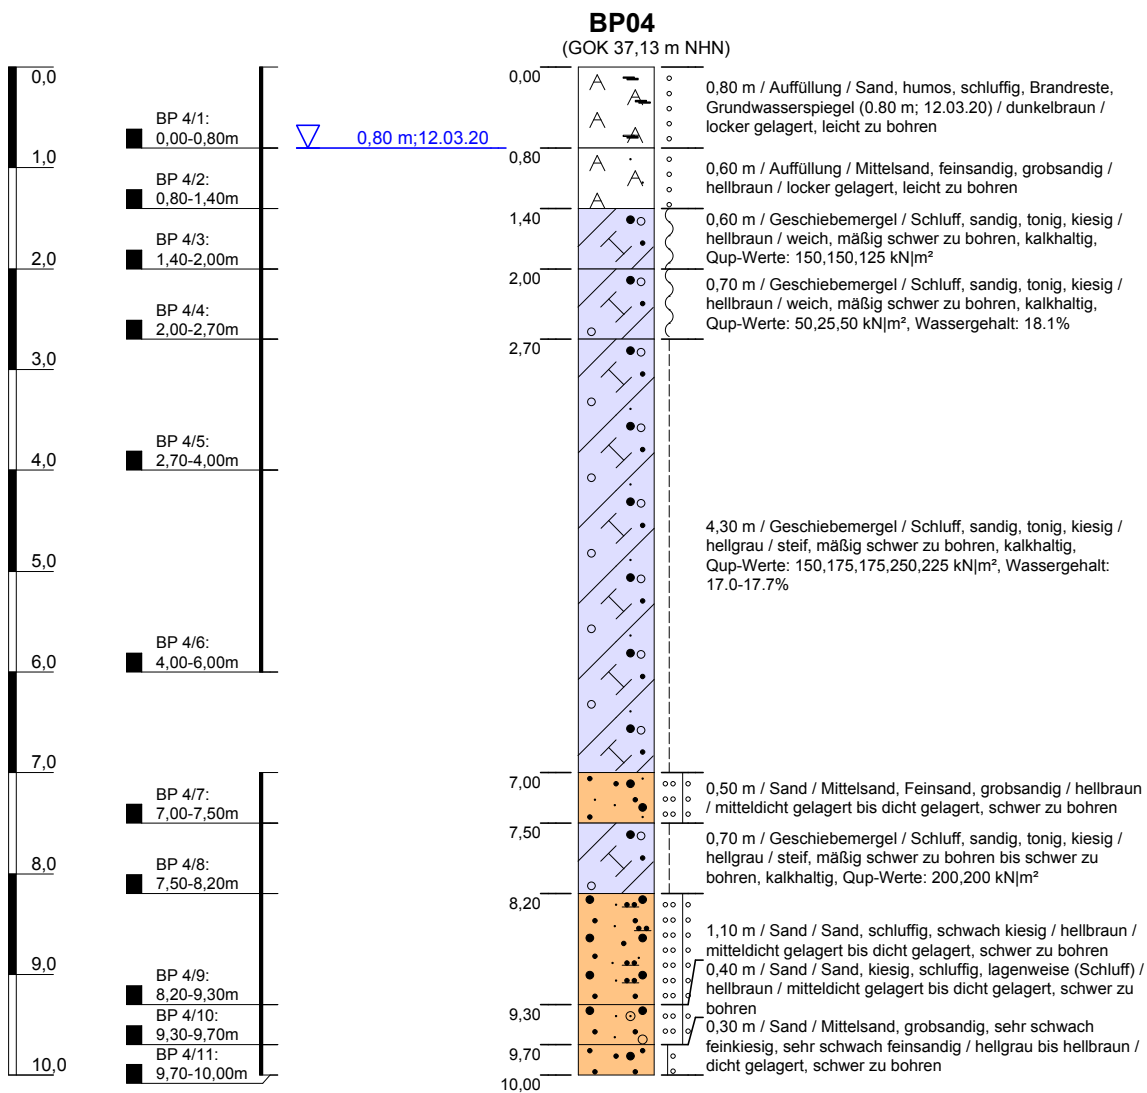 BP04
(GOK 37,13 m NHN)
0,0
1,0
2,0
3,0
4,0
5,0
6,0
7,0
8,0
9,0
10,0
BP 4/1:
0,00-0,80m
BP 4/2:
0,80-1,40m
BP 4/3:
1,40-2,00m
BP 4/4:
2,00-2,70m
BP 4/5:
2,70-4,00m
BP 4/6:
4,00-6,00m
BP 4/7:
7,00-7,50m
BP 4/8:
7,50-8,20m
BP 4/9:
8,20-9,30m
BP 4/10:
9,30-9,70m
BP 4/11:
9,70-10,00m
0,80 m;12.03.20
0,00
0,80
1,40
2,00
2,70
7,00
7,50
8,20
9,30
9,70
10,00
0,80 m / Auffüllung / Sand, humos, schluffig, Brandreste,
Grundwasserspiegel (0.80 m; 12.03.20) / dunkelbraun /
locker gelagert, leicht zu bohren
0,60 m / Auffüllung / Mittelsand, feinsandig, grobsandig /
hellbraun / locker gelagert, leicht zu bohren
0,60 m / Geschiebemergel / Schluff, sandig, tonig, kiesig /
hellbraun / weich, mäßig schwer zu bohren, kalkhaltig,
Qup-Werte: 150,150,125 kN|m²
0,70 m / Geschiebemergel / Schluff, sandig, tonig, kiesig /
hellbraun / weich, mäßig schwer zu bohren, kalkhaltig,
Qup-Werte: 50,25,50 kN|m², Wassergehalt: 18.1%
4,30 m / Geschiebemergel / Schluff, sandig, tonig, kiesig /
hellgrau / steif, mäßig schwer zu bohren, kalkhaltig,
Qup-Werte: 150,175,175,250,225 kN|m², Wassergehalt:
17.0-17.7%
0,50 m / Sand / Mittelsand, Feinsand, grobsandig / hellbraun
/ mitteldicht gelagert bis dicht gelagert, schwer zu bohren
0,70 m / Geschiebemergel / Schluff, sandig, tonig, kiesig /
hellgrau / steif, mäßig schwer zu bohren bis schwer zu
bohren, kalkhaltig, Qup-Werte: 200,200 kN|m²
1,10 m / Sand / Sand, schluffig, schwach kiesig / hellbraun /
mitteldicht gelagert bis dicht gelagert, schwer zu bohren
0,40 m / Sand / Sand, kiesig, schluffig, lagenweise (Schluff) /
hellbraun / mitteldicht gelagert bis dicht gelagert, schwer zu
bohren
0,30 m / Sand / Mittelsand, grobsandig, sehr schwach
feinkiesig, sehr schwach feinsandig / hellgrau bis hellbraun /
dicht gelagert, schwer zu bohren